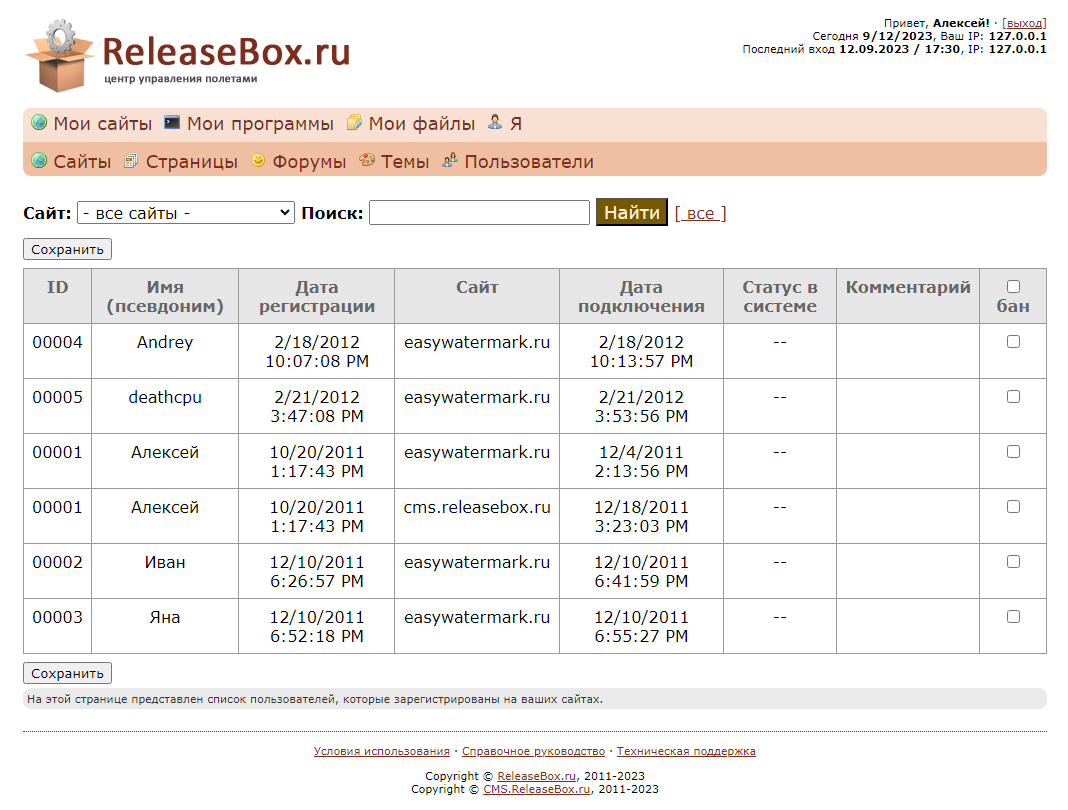 ReleaseBox.ru
центр управления полетами
Привет, Алексей! · [выход]
Сегодня 9/12/2023, Ваш IP: 127.0.0.1
Последний вход 12.09.2023 / 17:30, IP: 127.0.0.1
Мои сайты Мои программы Мои файлы Я
Сайты Страницы Форумы Темы Пользователи
Сайт: - все сайты - Поиск: Найти [ все ]
Сохранить
ID Имя (псевдоним) Дата регистрации Сайт Дата подключения Статус в системе Комментарий бан
00004 Andrey 2/18/2012 10:07:08 PM easywatermark.ru 2/18/2012 10:13:57 PM --
00005 deathcpu 2/21/2012 3:47:08 PM easywatermark.ru 2/21/2012 3:53:56 PM --
00001 Алексей 10/20/2011 1:17:43 PM easywatermark.ru 12/4/2011 2:13:56 PM --
00001 Алексей 10/20/2011 1:17:43 PM cms.releasebox.ru 12/18/2011 3:23:03 PM --
00002 Иван 12/10/2011 6:26:57 PM easywatermark.ru 12/10/2011 6:41:59 PM --
00003 Яна 12/10/2011 6:52:18 PM easywatermark.ru 12/10/2011 6:55:27 PM --
Сохранить
На этой странице представлен список пользователей, которые зарегистрированы на ваших сайтах.
Условия использования · Справочное руководство · Техническая поддержка
Copyright © ReleaseBox.ru, 2011-2023
Copyright © CMS.ReleaseBox.ru, 2011-2023